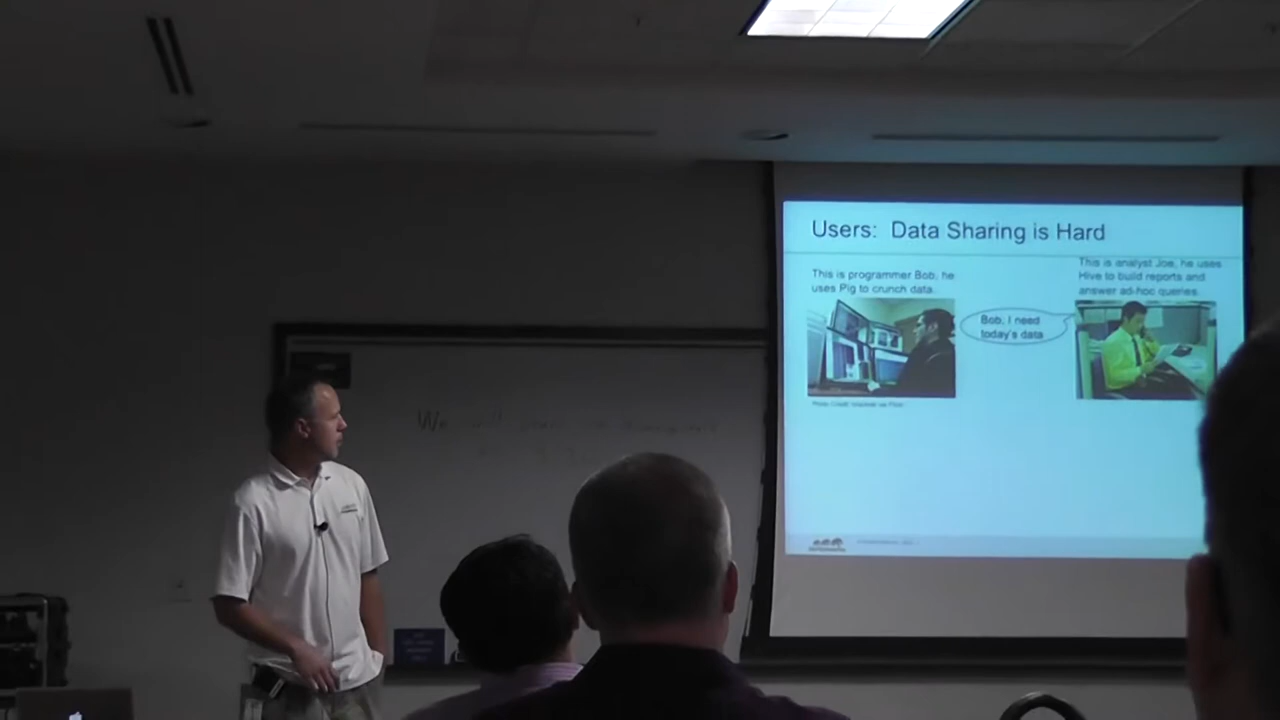 Users: Data Sharing is Hard
This is programmer Bob, he
uses Pig to crunch data.
Bob, I need
today's data
This is analyst Joe, he uses
Hive to build reports and
answer ad-hoc queries.
We